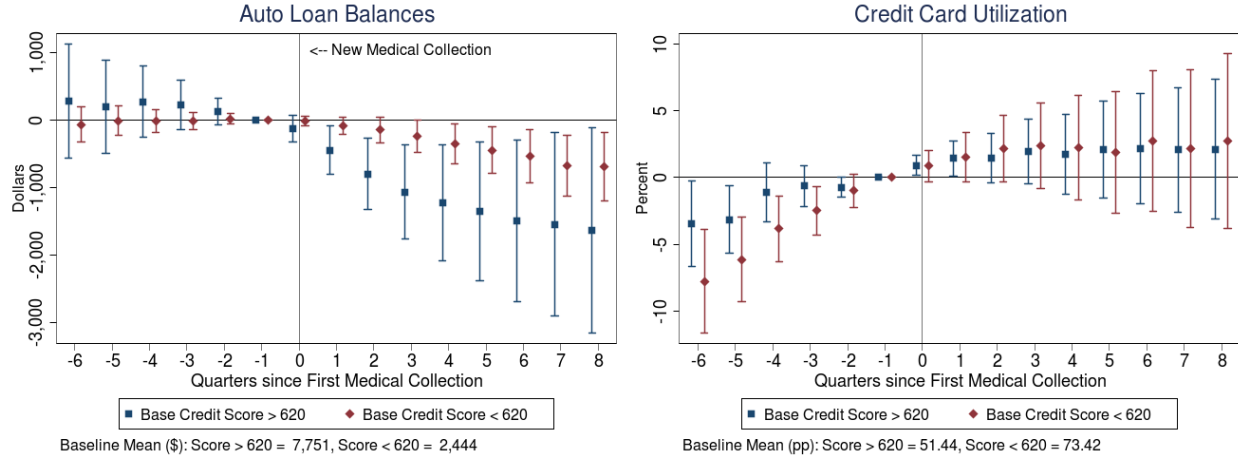 Auto Loan Balances
<-- New Medical Collection
Dollars
1,000
0
-1,000
-2,000
-3,000
-6 -5 -4 -3 -2 -1 0 1 2 3 4 5 6 7 8
Quarters since First Medical Collection
Base Credit Score > 620 Base Credit Score < 620
Baseline Mean ($): Score > 620 = 7,751, Score < 620 = 2,444
Credit Card Utilization
Percent
10
5
0
-5
-10
-6 -5 -4 -3 -2 -1 0 1 2 3 4 5 6 7 8
Quarters since First Medical Collection
Base Credit Score > 620 Base Credit Score < 620
Baseline Mean (pp): Score > 620 = 51.44, Score < 620 = 73.42